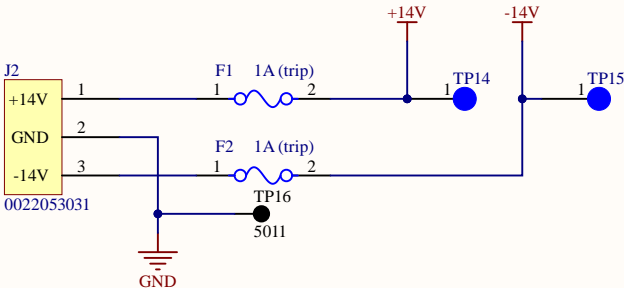 +14V
-14V
J2
F1 1A (trip)
TP14
TP15
+14V
1
1
2
1
1
GND
2
F2 1A (trip)
-14V
3
1
2
0022053031
TP16
5011
GND